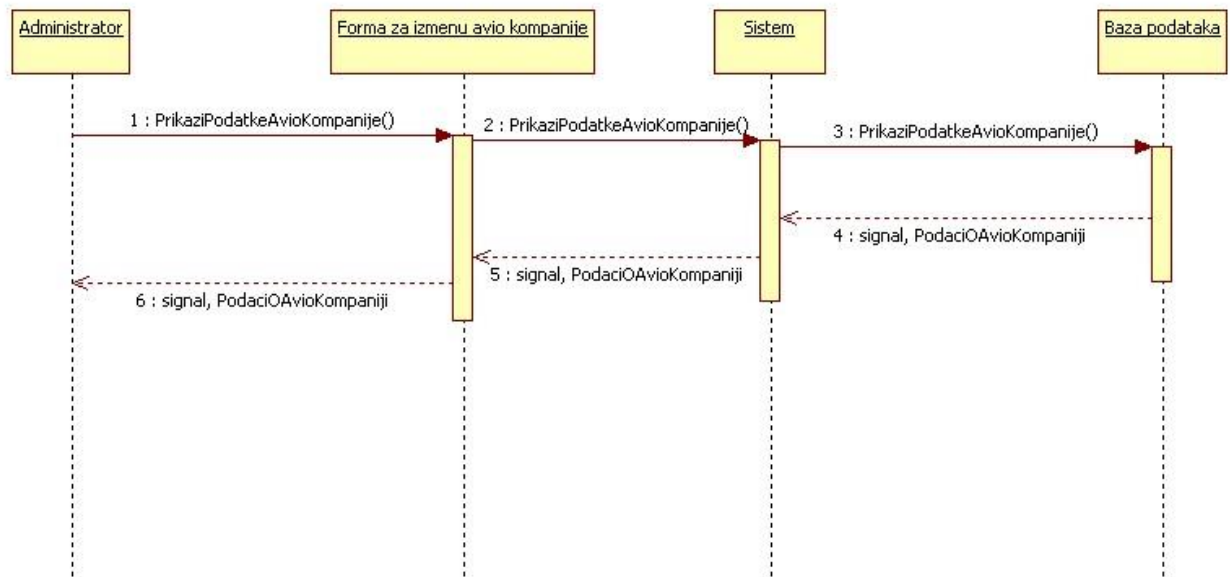 Administrator
Forma za izmenu avio kompanije
Sistem
Baza podataka
1 : PrikaziPodatkeAvioKompanije()
2 : PrikaziPodatkeAvioKompanije()
3 : PrikaziPodatkeAvioKompanije()
4 : signal, PodaciOAvioKompaniji
5 : signal, PodaciOAvioKompaniji
6 : signal, PodaciOAvioKompaniji